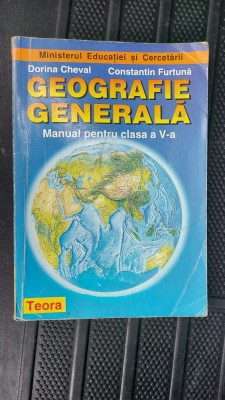 Ministerul Educației și Cercetării
Dorina Cheval Constantin Furtună
GEOGRAFIE
GENERALĂ
Manual pentru clasa a V-a
Teora